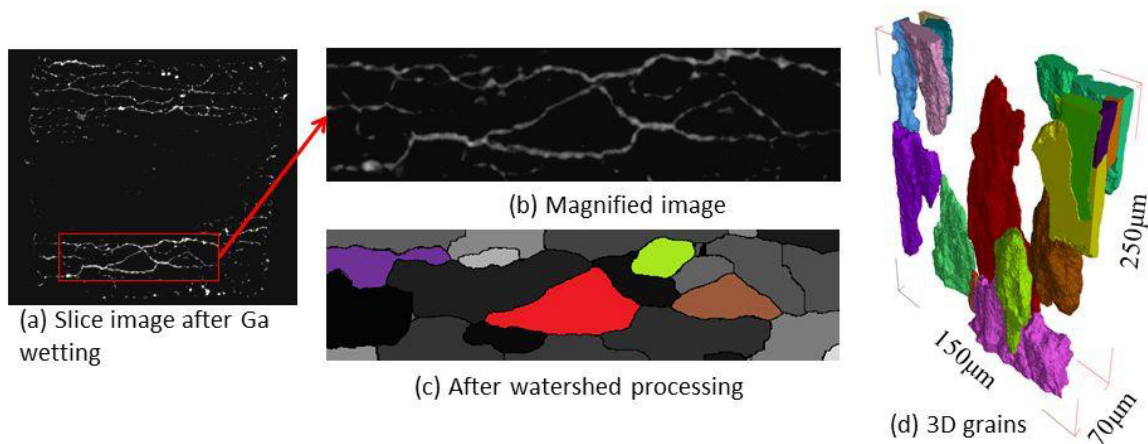 (a) Slice image after Ga
wetting
(b) Magnified image
(c) After watershed processing
250μm
150μm
70μm
(d) 3D grains